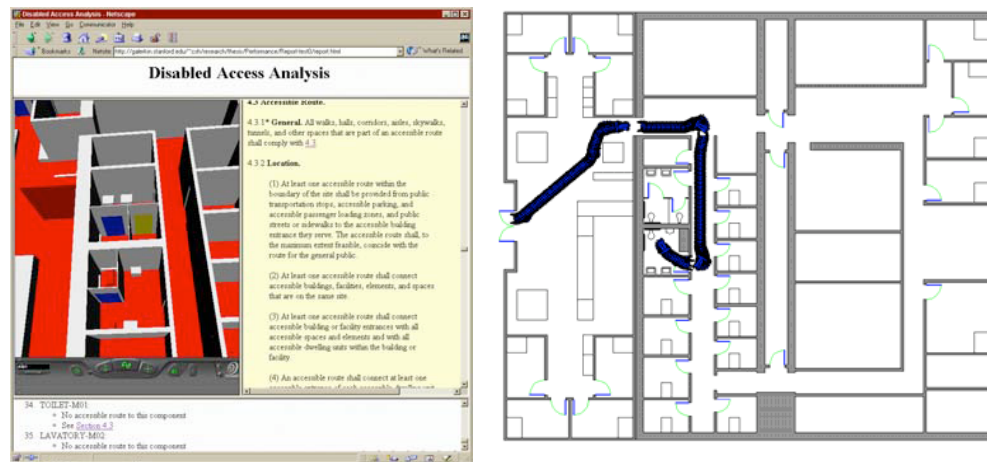 Disabled Access Analysis - Netscape
File Edit View Go Communicator Help
Bookmarks Netsite: What's Related
Disabled Access Analysis
4.3 Accessible Route.
4.3.1* General. All walks, halls, corridors, aisles, skywalks,
tunnels, and other spaces that are part of an accessible route
shall comply with 4.3
4.3.2 Location.
(1) At least one accessible route within the
boundary of the site shall be provided from public
transportation stops, accessible parking, and
accessible passenger loading zones, and public
streets or sidewalks to the accessible building
entrance they serve. The accessible route shall, to
the maximum extent feasible, coincide with the
route for the general public.
(2) At least one accessible route shall connect
accessible buildings, facilities, elements, and spaces
that are on the same site
(3) At least one accessible route shall connect
accessible building or facility entrances with all
accessible spaces and elements and with all
accessible dwelling units within the building or
facility
(4) An accessible route shall connect at least one
34. TOILET-M01
No accessible route to this component
See Section 4.3
35. LAVATORY-M02
No accessible route to this component